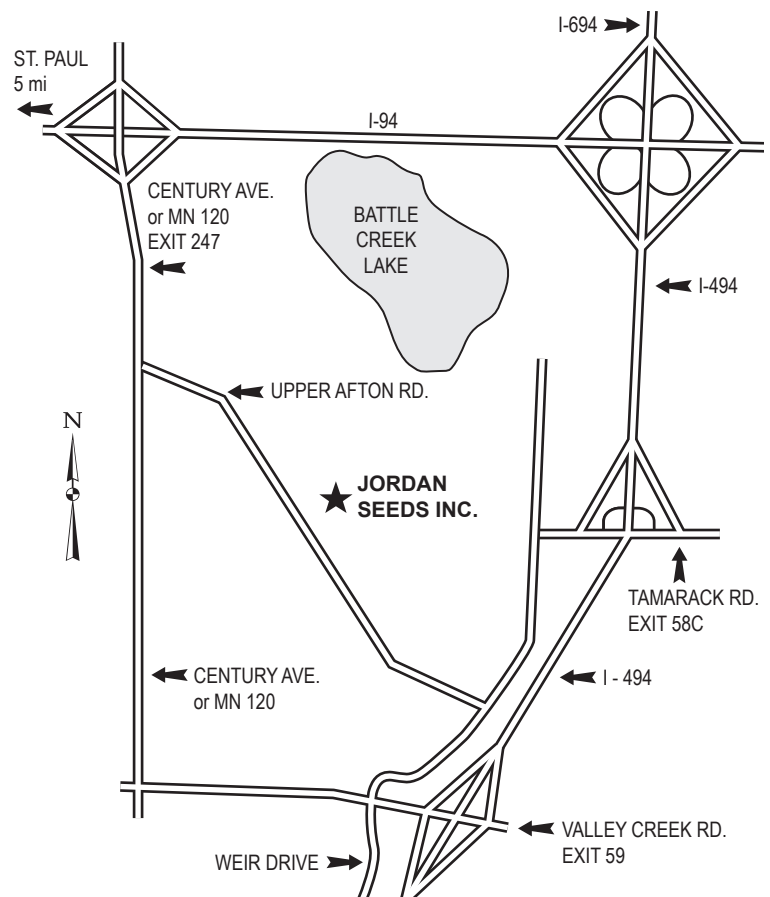 I-694
ST. PAUL
5 mi
I-94
CENTURY AVE.
or MN 120
EXIT 247
BATTLE
CREEK
LAKE
I-494
UPPER AFTON RD.
N
JORDAN
SEEDS INC.
TAMARACK RD.
EXIT 58C
CENTURY AVE.
or MN 120
I - 494
VALLEY CREEK RD.
EXIT 59
WEIR DRIVE